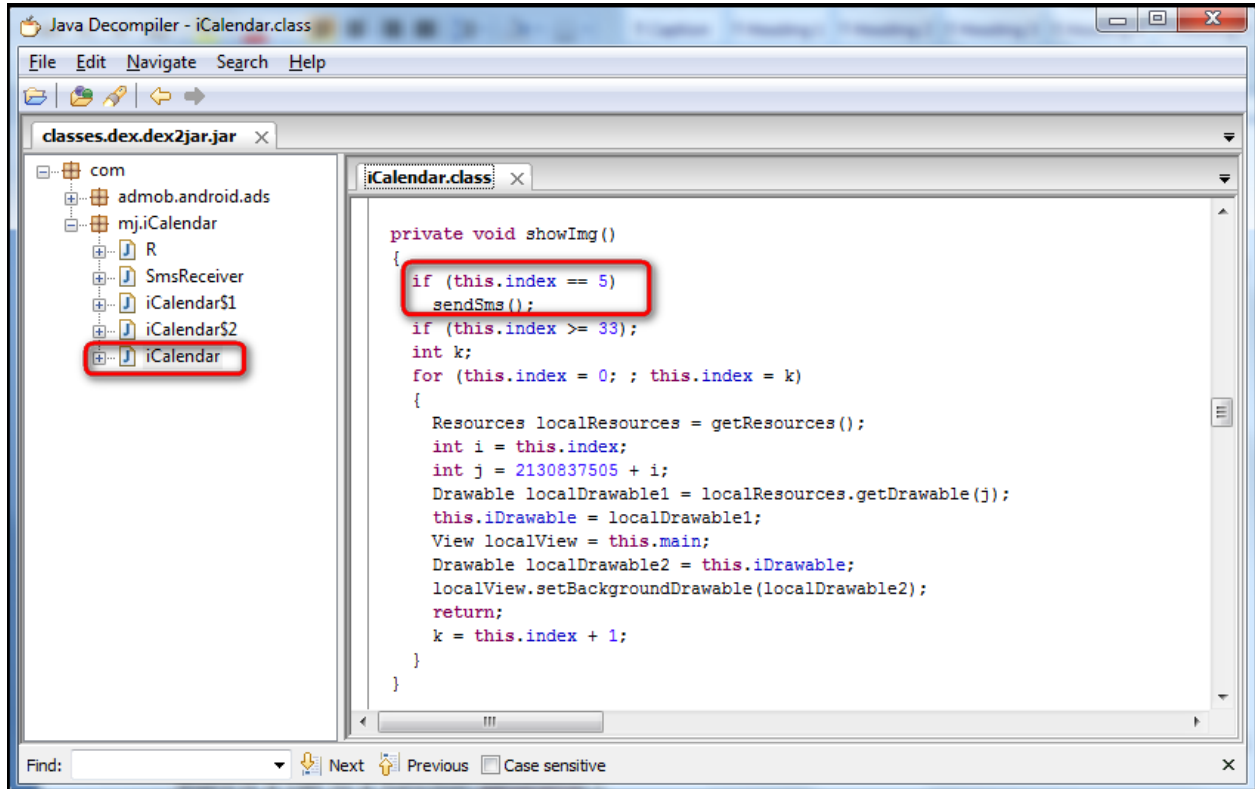 Java Decompiler - iCalendar.class
File Edit Navigate Search Help
classes.dex.dex2jar.jar
com
admob.android.ads
mj.iCalendar
R
SmsReceiver
iCalendar$1
iCalendar$2
iCalendar
iCalendar.class
private void showImg()
{
if (this.index == 5)
sendSms();
if (this.index >= 33);
int k;
for (this.index = 0; ; this.index = k)
{
Resources localResources = getResources();
int i = this.index;
int j = 2130837505 + i;
Drawable localDrawable1 = localResources.getDrawable(j);
this.iDrawable = localDrawable1;
View localView = this.main;
Drawable localDrawable2 = this.iDrawable;
localView.setBackgroundDrawable(localDrawable2);
return;
k = this.index + 1;
}
}
Find: Next Previous Case sensitive